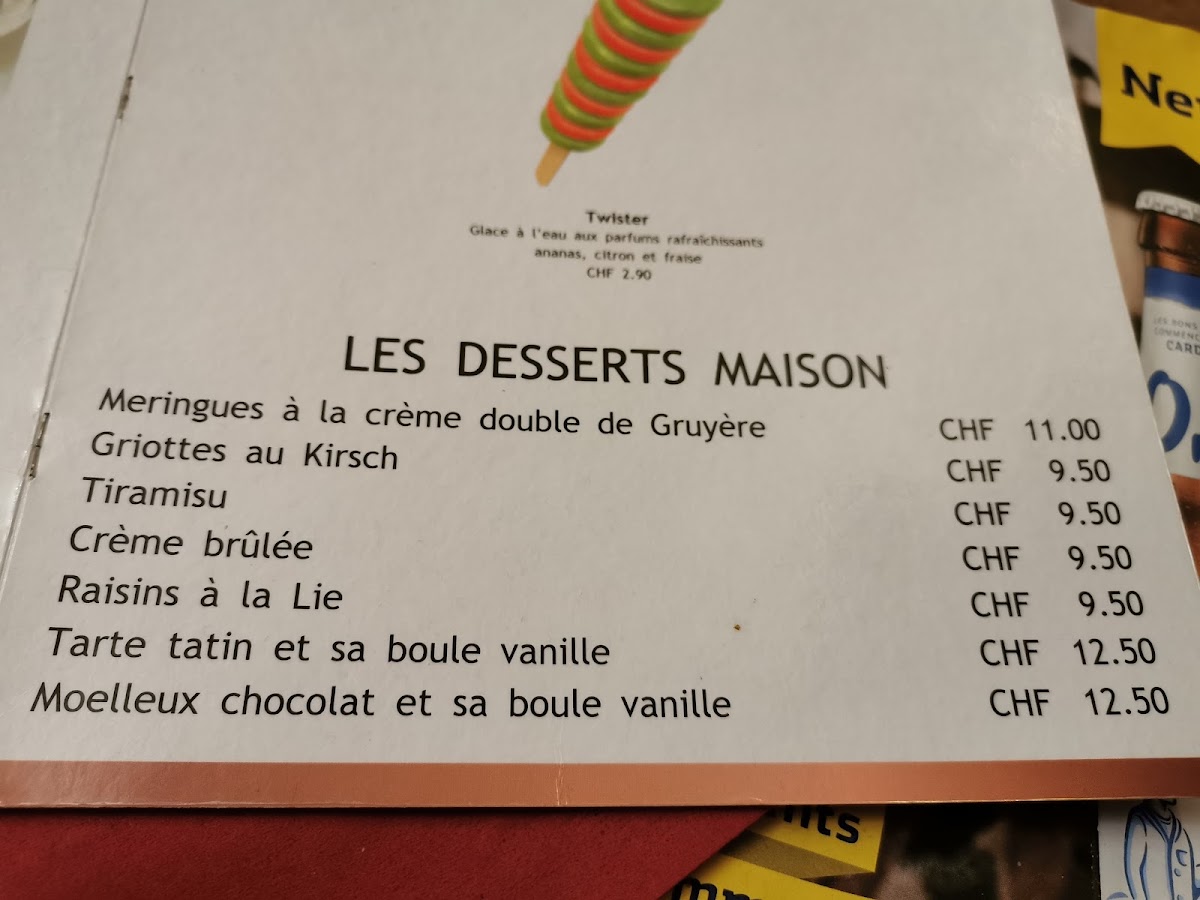 Twister
Glace à l'eau aux parfums rafraîchissants
ananas, citron et fraise
CHF 2.90
LES DESSERTS MAISON
Meringues à la crème double de Gruyère CHF 11.00
Griottes au Kirsch CHF 9.50
Tiramisu CHF 9.50
Crème brûlée CHF 9.50
Raisins à la Lie CHF 9.50
Tarte tatin et sa boule vanille CHF 12.50
Moelleux chocolat et sa boule vanille CHF 12.50
LES BONS